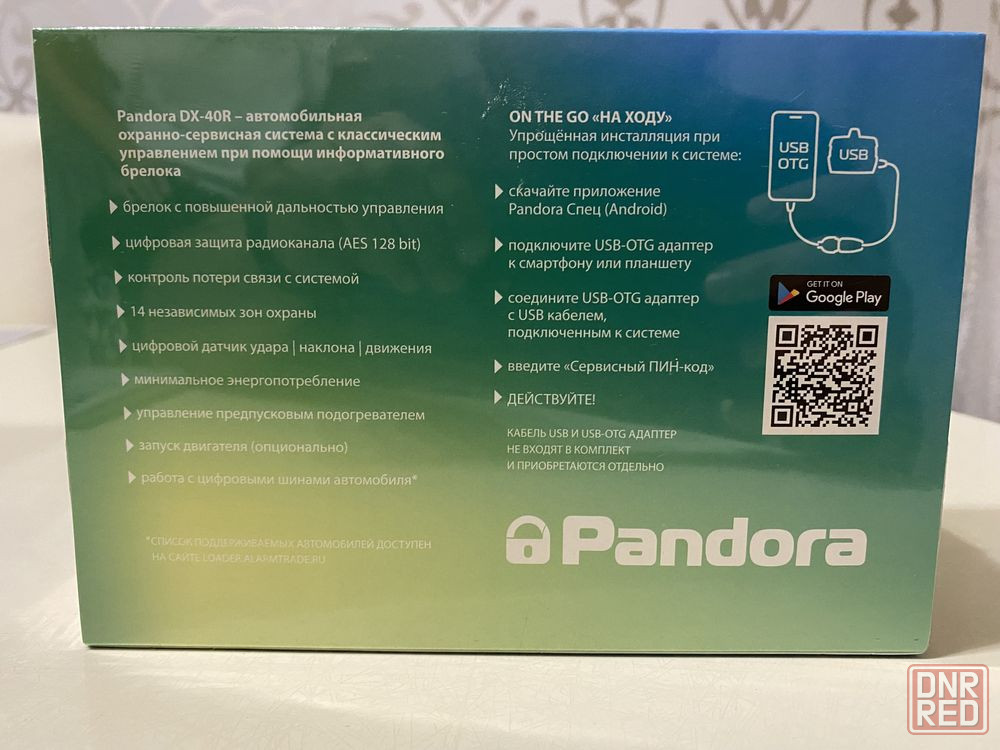 Pandora DX-40R – автомобильная
охранно-сервисная система с классическим
управлением при помощи информативного
брелока
брелок с повышенной дальностью управления
цифровая защита радиоканала (AES 128 bit)
контроль потери связи с системой
14 независимых зон охраны
цифровой датчик удара | наклона | движения
минимальное энергопотребление
управление предпусковым подогревателем
запуск двигателя (опционально)
работа с цифровыми шинами автомобиля*
*СПИСОК ПОДДЕРЖИВАЕМЫХ АВТОМОБИЛЕЙ ДОСТУПЕН
НА САЙТЕ LOADER.ALARMTRADE.RU
ON THE GO «НА ХОДУ»
Упрощённая инсталляция при
простом подключении к системе:
скачайте приложение
Pandora Спец (Android)
подключите USB-OTG адаптер
к смартфону или планшету
соедините USB-OTG адаптер
с USB кабелем,
подключенным к системе
введите «Сервисный ПИН-код»
ДЕЙСТВУЙТЕ!
КАБЕЛЬ USB И USB-OTG АДАПТЕР
НЕ ВХОДЯТ В КОМПЛЕКТ
И ПРИОБРЕТАЮТСЯ ОТДЕЛЬНО
USB
OTG
USB
GET IT ON
Google Play
Pandora
DNR
RED